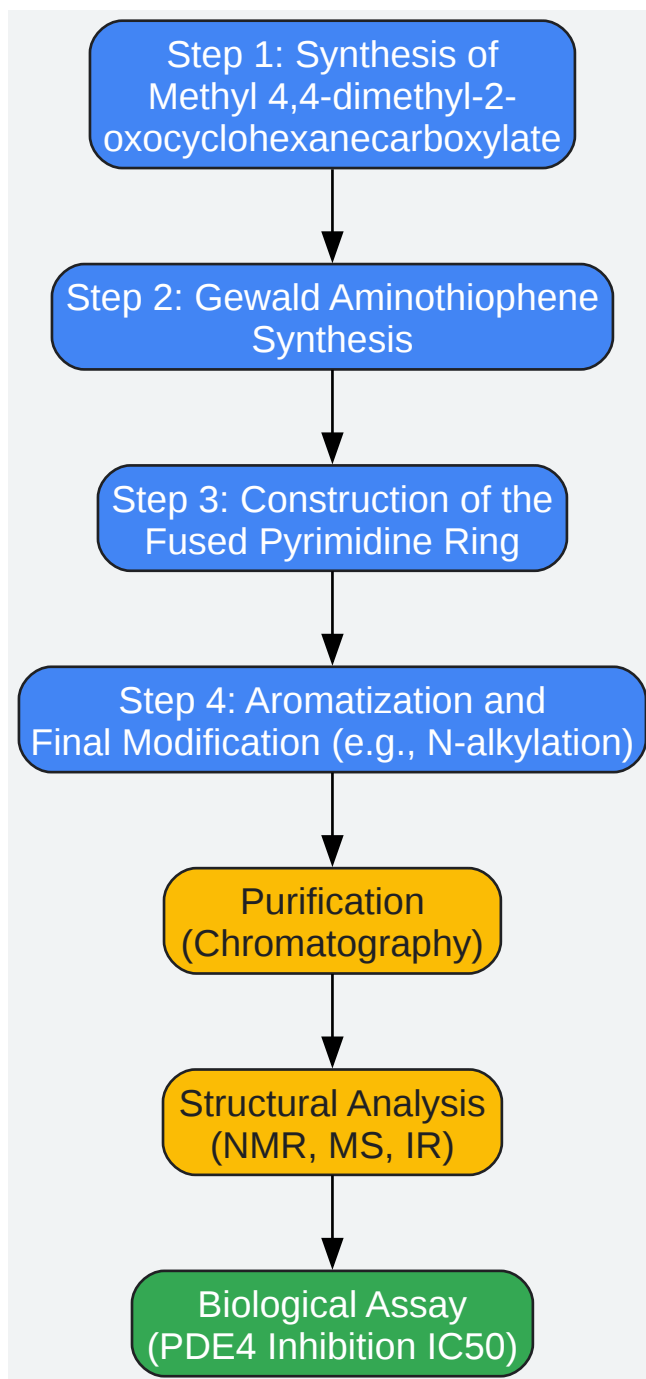 Step 1: Synthesis of
Methyl 4,4-dimethyl-2-
oxocyclohexanecarboxylate
Step 2: Gewald Aminothiophene
Synthesis
Step 3: Construction of the
Fused Pyrimidine Ring
Step 4: Aromatization and
Final Modification (e.g., N-alkylation)
Purification
(Chromatography)
Structural Analysis
(NMR, MS, IR)
Biological Assay
(PDE4 Inhibition IC50)